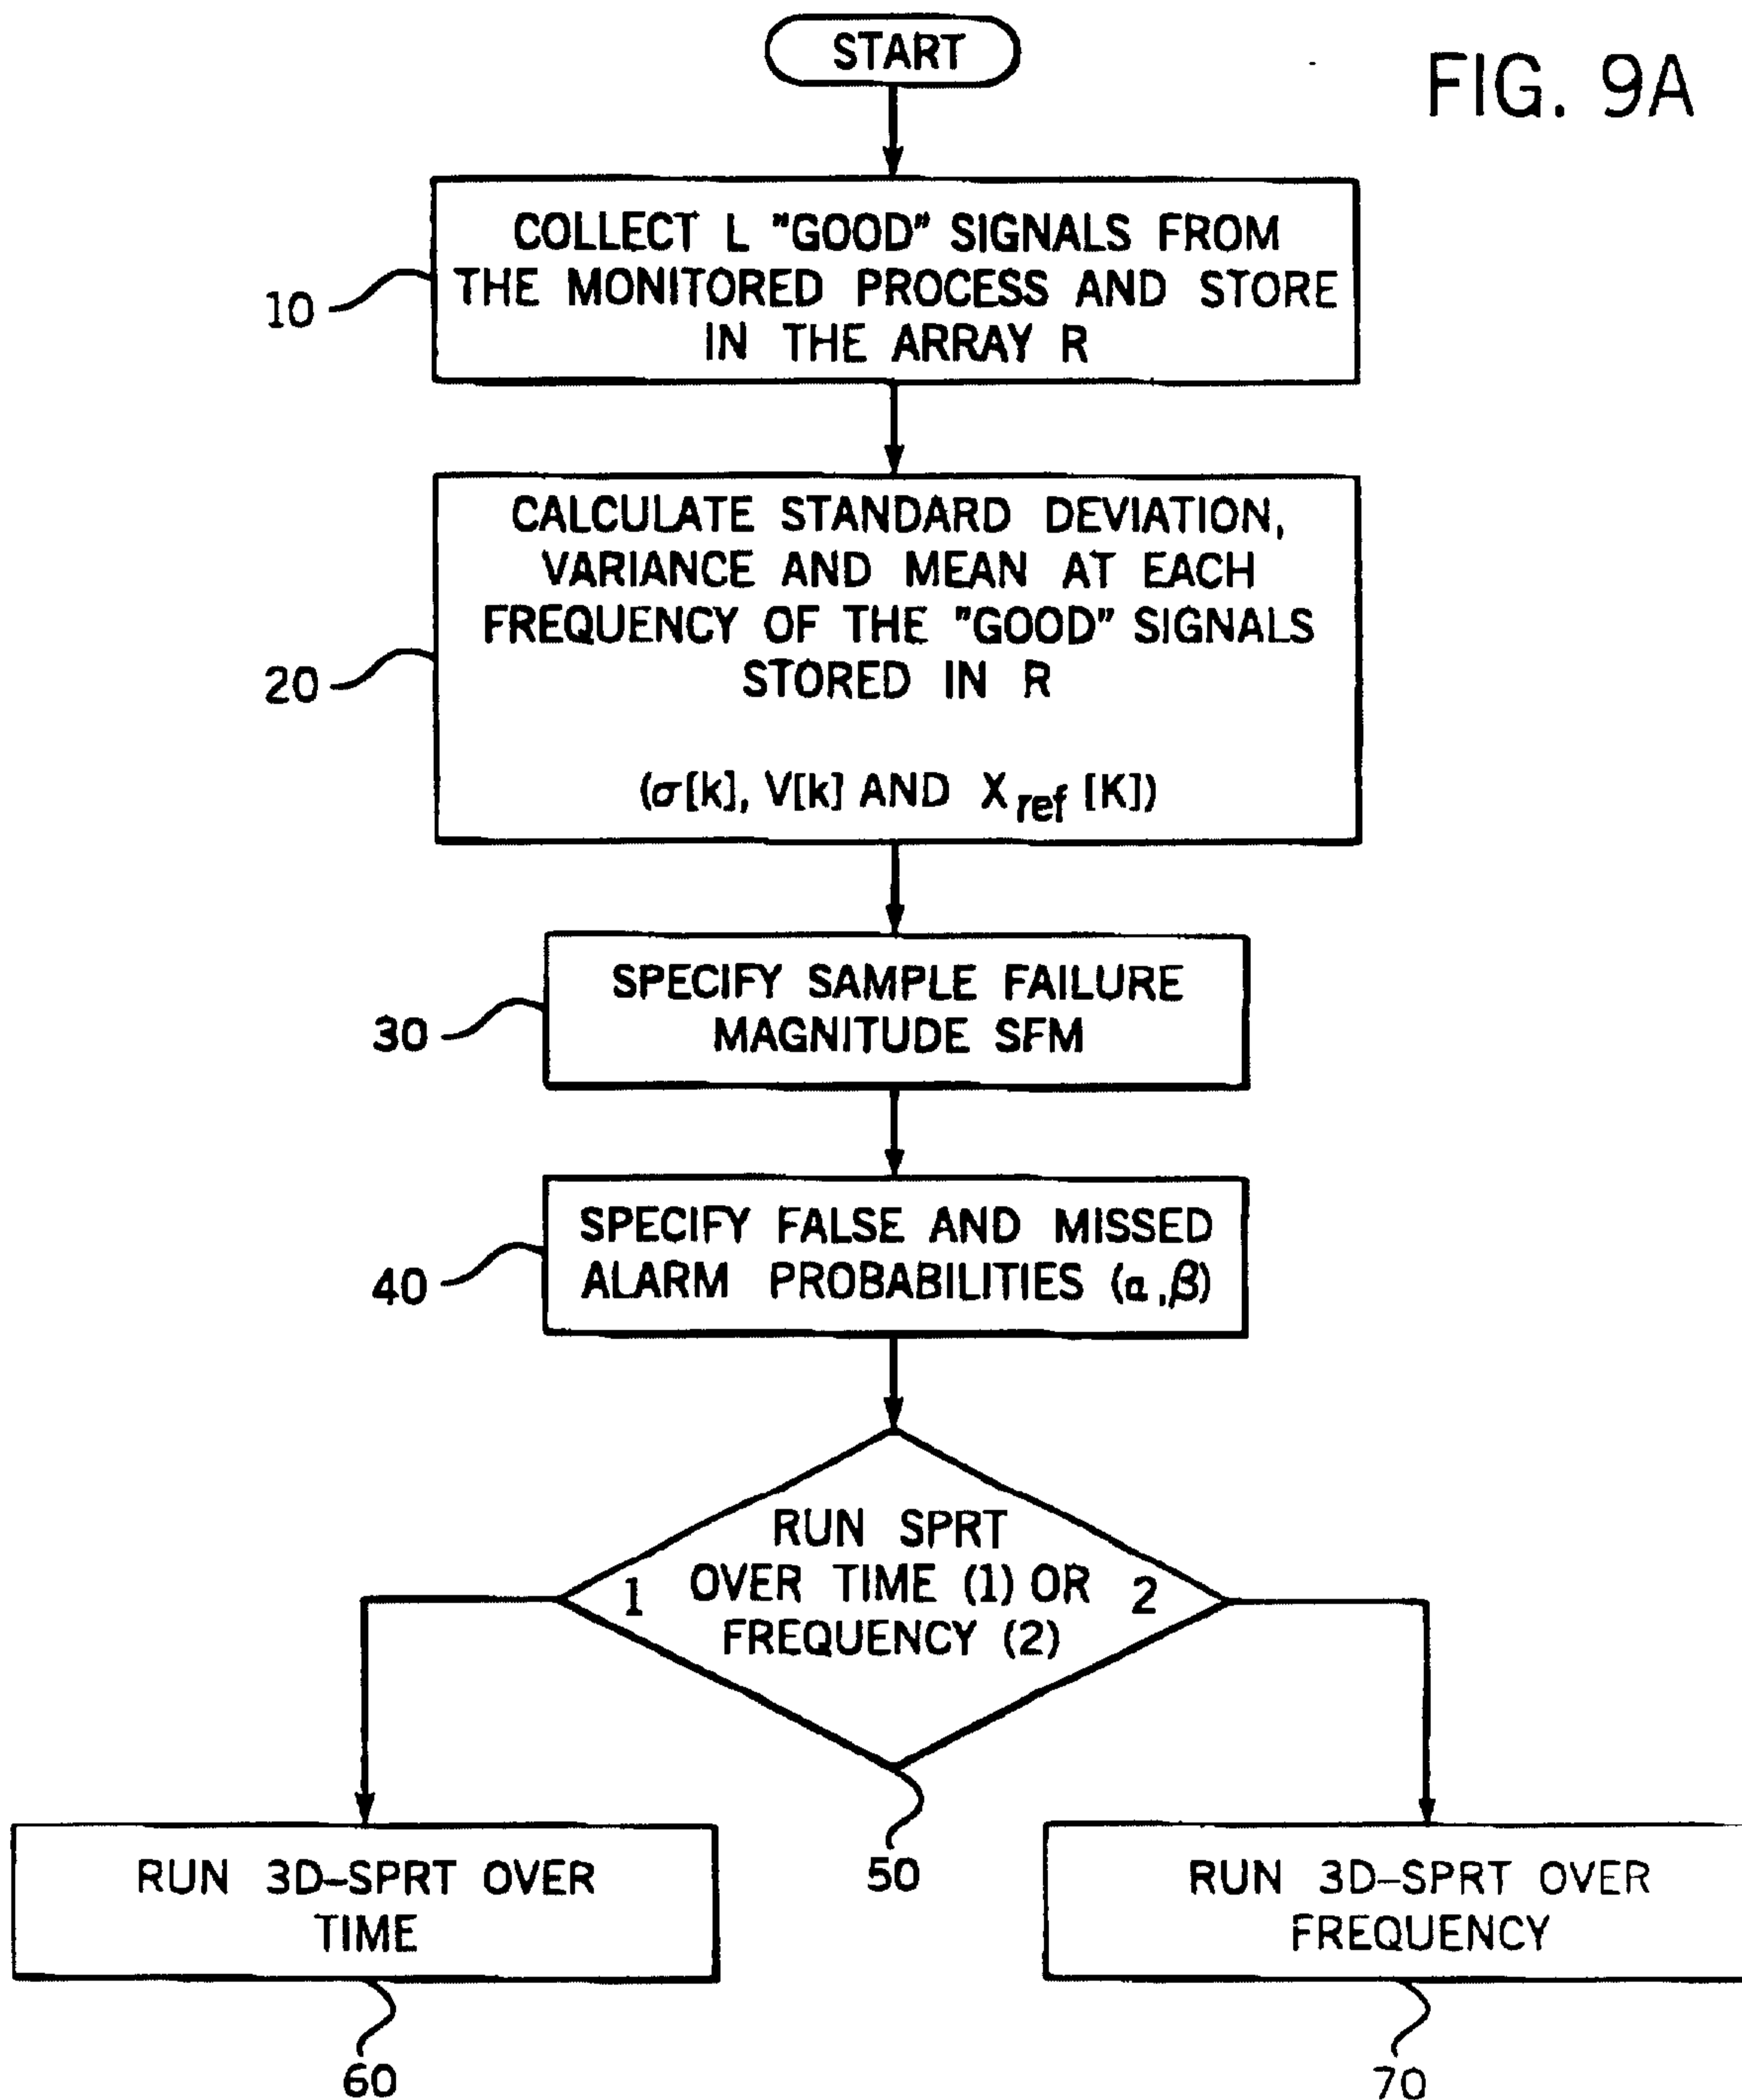 START
FIG. 9A
COLLECT L "GOOD" SIGNALS FROM
THE MONITORED PROCESS AND STORE
IN THE ARRAY R
10
CALCULATE STANDARD DEVIATION,
VARIANCE AND MEAN AT EACH
FREQUENCY OF THE "GOOD" SIGNALS
STORED IN R
(σ[k], V[k] AND X ref [K])
20
SPECIFY SAMPLE FAILURE
MAGNITUDE SFM
30
SPECIFY FALSE AND MISSED
ALARM PROBABILITIES (α,β)
40
RUN SPRT
OVER TIME (1) OR
FREQUENCY (2)
1
2
50
RUN 3D-SPRT OVER
TIME
60
RUN 3D-SPRT OVER
FREQUENCY
70